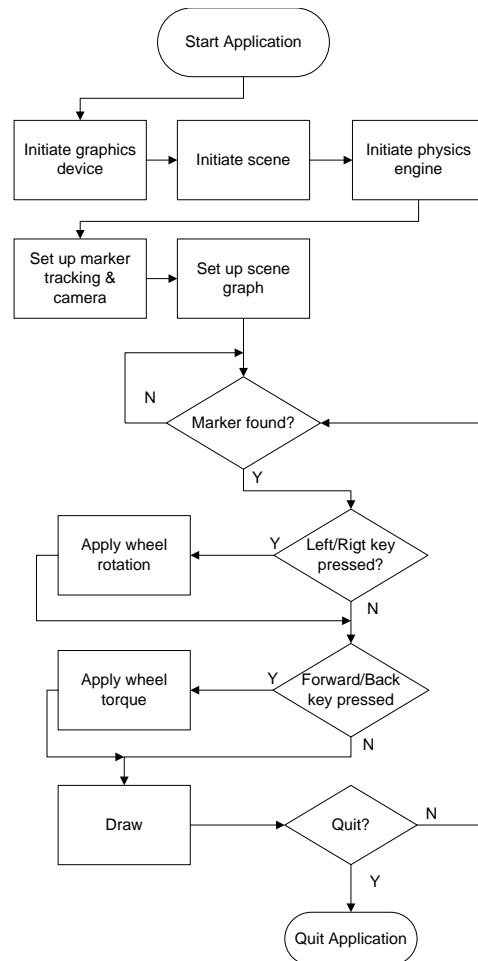 Start Application
Initiate graphics
device
Initiate scene
Initiate physics
engine
Set up marker
tracking &
camera
Set up scene
graph
N
Marker found?
Y
Apply wheel
rotation
Y
Left/Rigt key
pressed?
N
Apply wheel
torque
Y
Forward/Back
key pressed
N
Draw
Quit?
N
Y
Quit Application